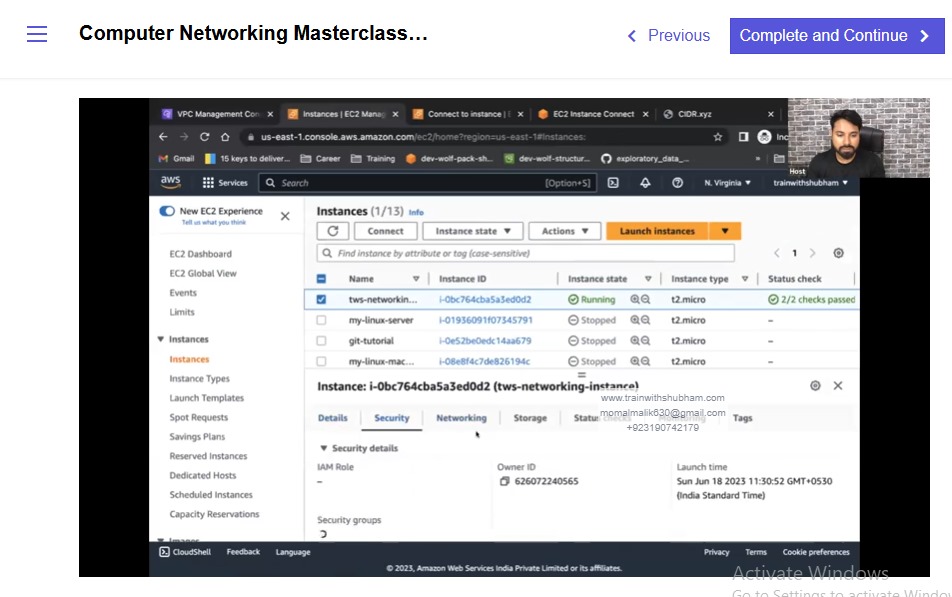 Computer Networking Masterclass…
Previous
Complete and Continue
VPC Management Con
Instances | EC2 Manag
Connect to instance |
EC2 Instance Connect
CIDR.xyz
us-east-1.console.aws.amazon.com/ec2/home?region=us-east-1#Instances:
Gmail
15 keys to deliver...
Career
Training
dev-wolf-pack-sh...
dev-wolf-structur...
exploratory_data_...
Host
aws
Services
Search
[Option+S]
N. Virginia
trainwithshubham
New EC2 Experience
Tell us what you think
EC2 Dashboard
EC2 Global View
Events
Limits
Instances
Instances
Instance Types
Launch Templates
Spot Requests
Savings Plans
Reserved Instances
Dedicated Hosts
Scheduled Instances
Capacity Reservations
Images
Instances (1/13) Info
Connect
Instance state
Actions
Launch instances
Find instance by attribute or tag (case-sensitive)
1
Name Instance ID Instance state Instance type Status check
tws-networkin... i-0bc764cba5a3ed0d2 Running t2.micro 2/2 checks passed
my-linux-server i-01936091f07345791 Stopped t2.micro –
git-tutorial i-0e52be0edc14aa679 Stopped t2.micro –
my-linux-mac... i-08e8f4c7de826194c Stopped t2.micro –
Instance: i-0bc764cba5a3ed0d2 (tws-networking-instance)
www.trainwithshubham.com
momalmalik630@gmail.com
+923190742179
Details Security Networking Storage Status checks Monitoring Tags
Security details
IAM Role
–
Owner ID
626072240565
Launch time
Sun Jun 18 2023 11:30:52 GMT+0530
(India Standard Time)
Security groups
CloudShell Feedback Language
Privacy Terms Cookie preferences
© 2023, Amazon Web Services India Private Limited or its affiliates.
Activate Windows
Go to Settings to activate Windo